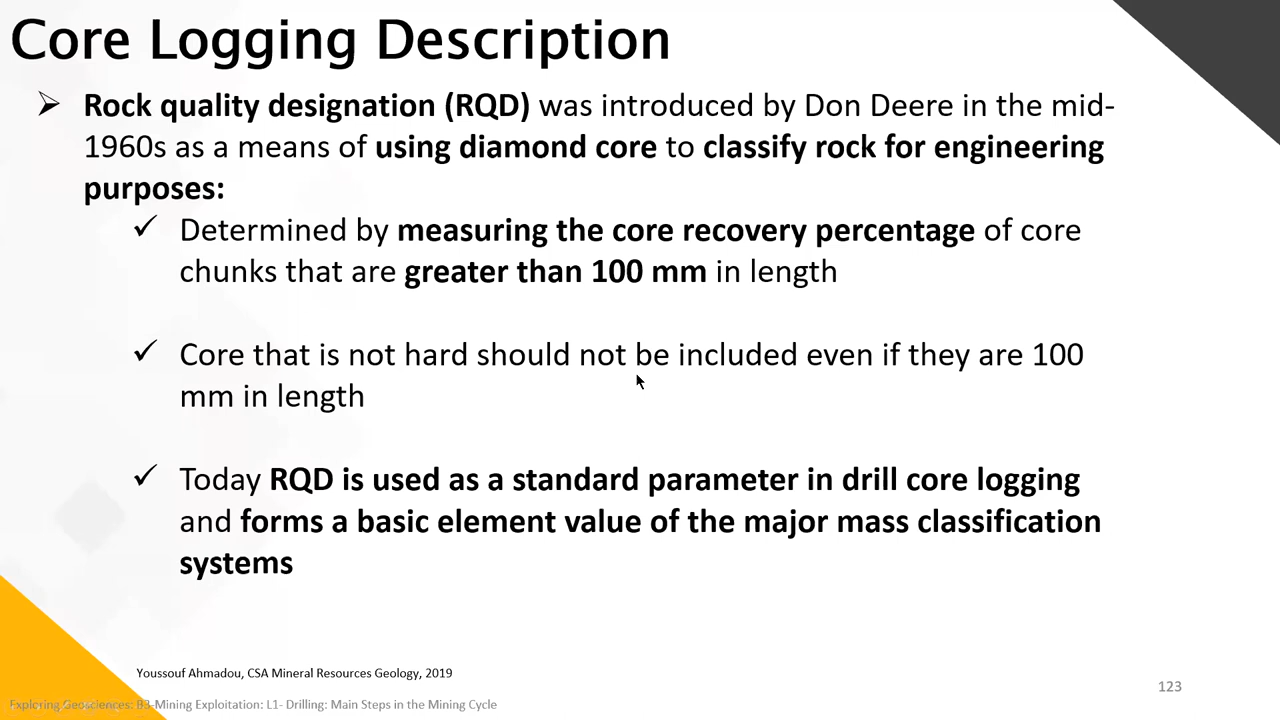 Core Logging Description
Rock quality designation (RQD) was introduced by Don Deere in the mid-
1960s as a means of using diamond core to classify rock for engineering
purposes:
Determined by measuring the core recovery percentage of core
chunks that are greater than 100 mm in length
Core that is not hard should not be included even if they are 100
mm in length
Today RQD is used as a standard parameter in drill core logging
and forms a basic element value of the major mass classification
systems
Youssouf Ahmadou, CSA Mineral Resources Geology, 2019
123
Exploring Geosciences: B3-Mining Exploitation: L1- Drilling: Main Steps in the Mining Cycle